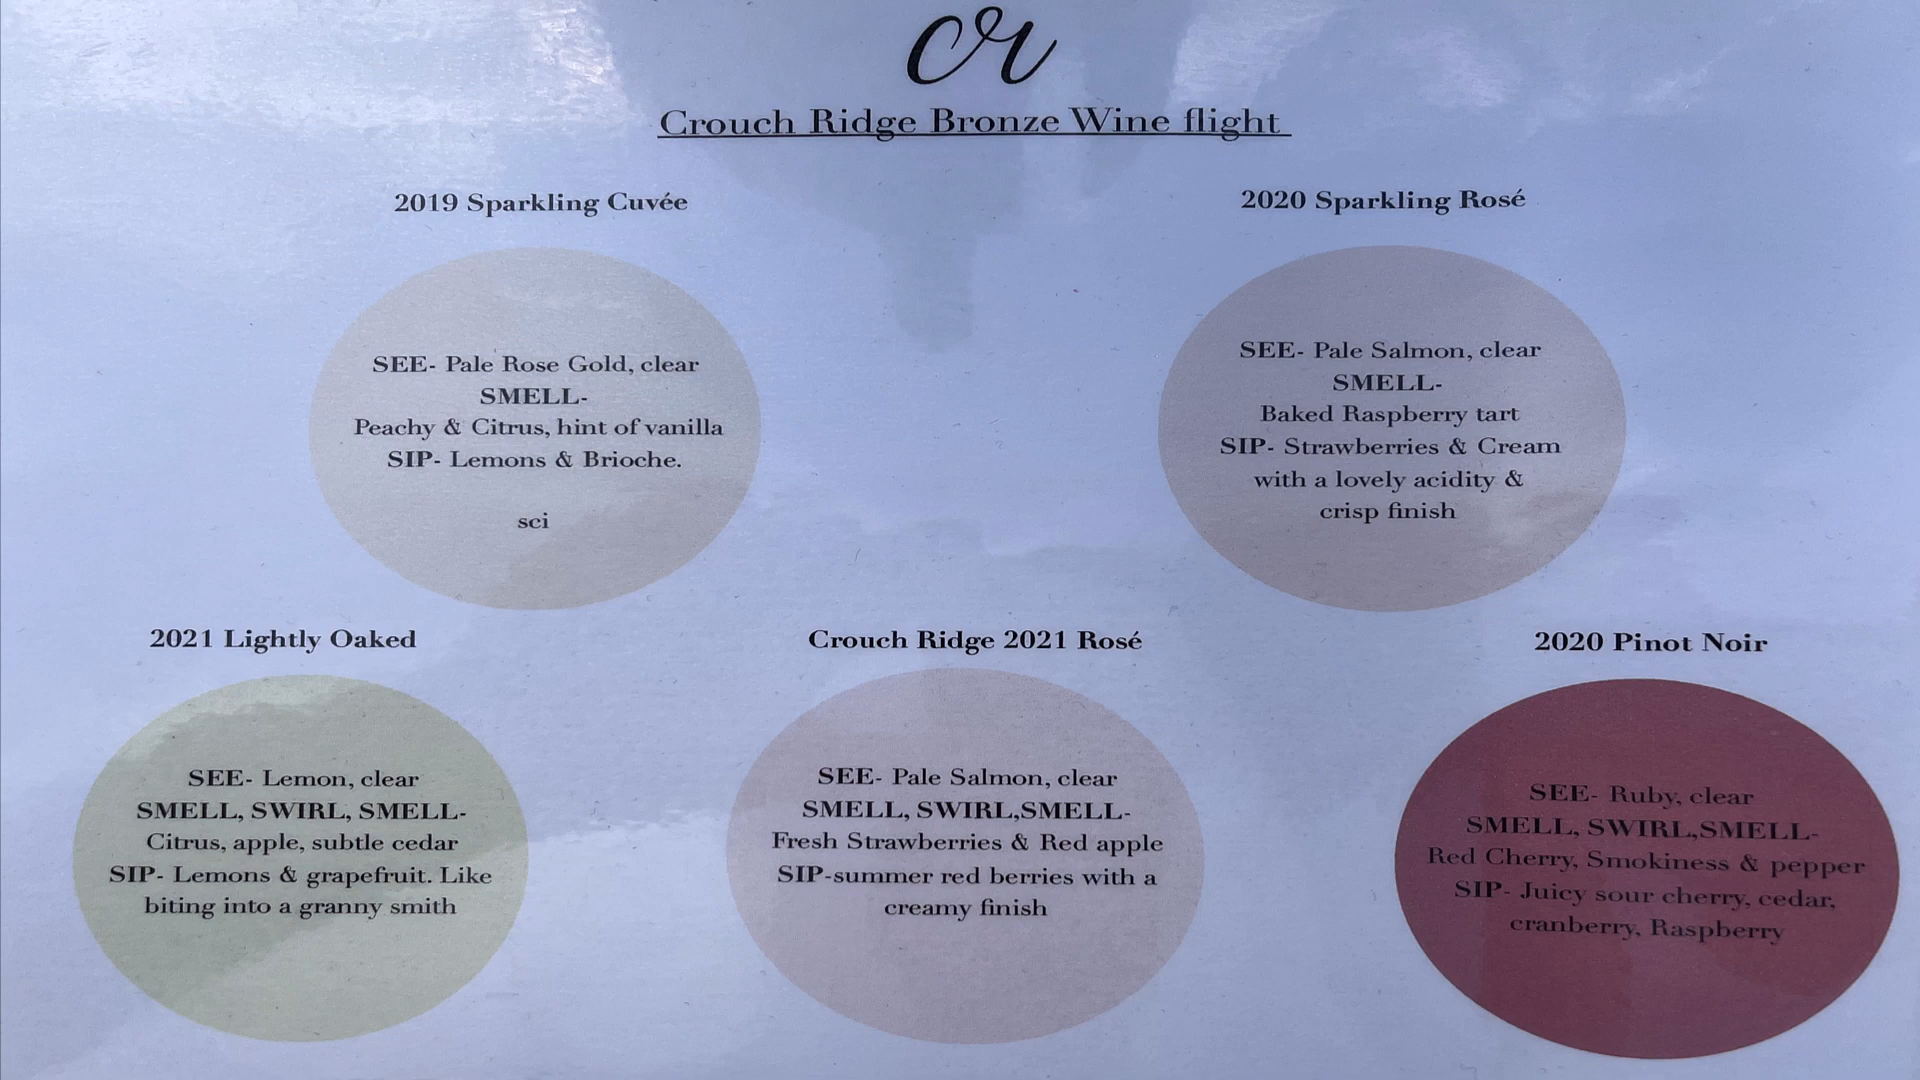 cr
Crouch Ridge Bronze Wine flight
2019 Sparkling Cuvée
SEE- Pale Rose Gold, clear
SMELL-
Peachy & Citrus, hint of vanilla
SIP- Lemons & Brioche.
sci
2020 Sparkling Rosé
SEE- Pale Salmon, clear
SMELL-
Baked Raspberry tart
SIP- Strawberries & Cream
with a lovely acidity &
crisp finish
2021 Lightly Oaked
SEE- Lemon, clear
SMELL, SWIRL, SMELL-
Citrus, apple, subtle cedar
SIP- Lemons & grapefruit. Like
biting into a granny smith
Crouch Ridge 2021 Rosé
SEE- Pale Salmon, clear
SMELL, SWIRL,SMELL-
Fresh Strawberries & Red apple
SIP-summer red berries with a
creamy finish
2020 Pinot Noir
SEE- Ruby, clear
SMELL, SWIRL,SMELL-
Red Cherry, Smokiness & pepper
SIP- Juicy sour cherry, cedar,
cranberry, Raspberry